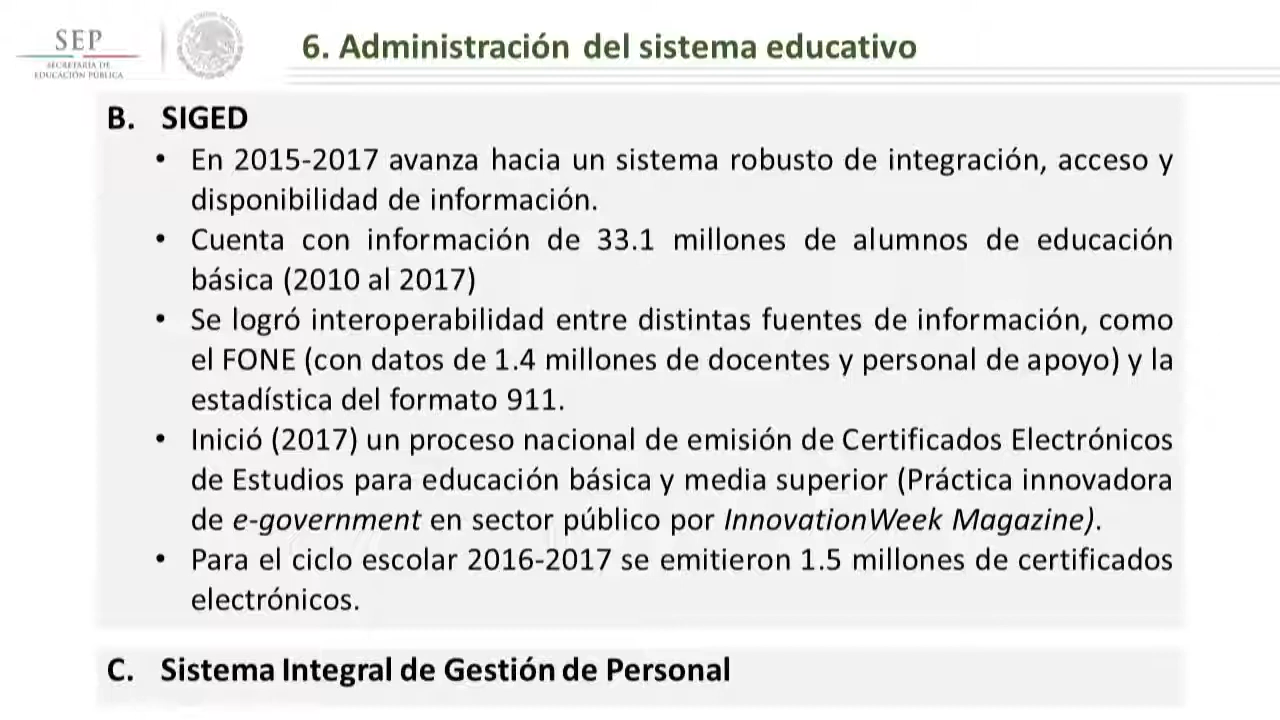 SEP
SECRETARÍA DE
EDUCACIÓN PÚBLICA
6. Administración del sistema educativo
B. SIGED
• En 2015-2017 avanza hacia un sistema robusto de integración, acceso y
disponibilidad de información.
• Cuenta con información de 33.1 millones de alumnos de educación
básica (2010 al 2017)
• Se logró interoperabilidad entre distintas fuentes de información, como
el FONE (con datos de 1.4 millones de docentes y personal de apoyo) y la
estadística del formato 911.
• Inició (2017) un proceso nacional de emisión de Certificados Electrónicos
de Estudios para educación básica y media superior (Práctica innovadora
de e-government en sector público por InnovationWeek Magazine).
• Para el ciclo escolar 2016-2017 se emitieron 1.5 millones de certificados
electrónicos.
C. Sistema Integral de Gestión de Personal